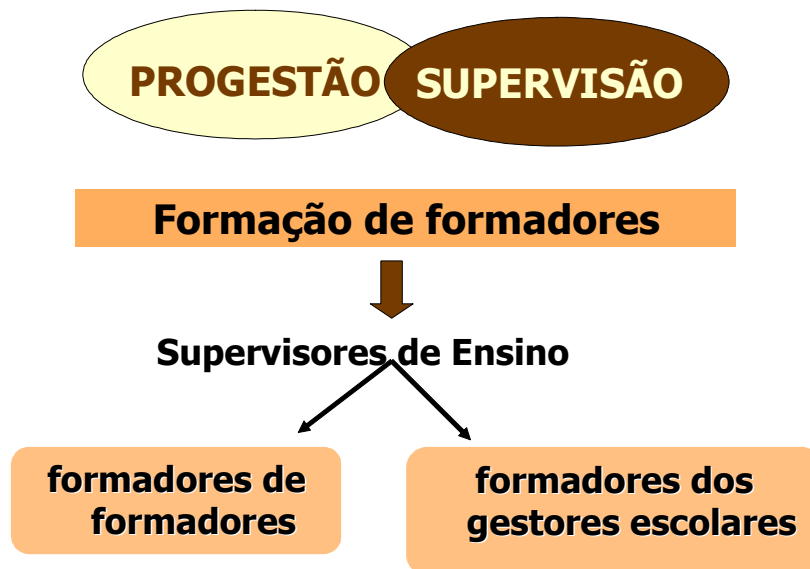 PROGESTÃO SUPERVISÃO
Formação de formadores
Supervisores de Ensino
formadores de
formadores
formadores dos
gestores escolares